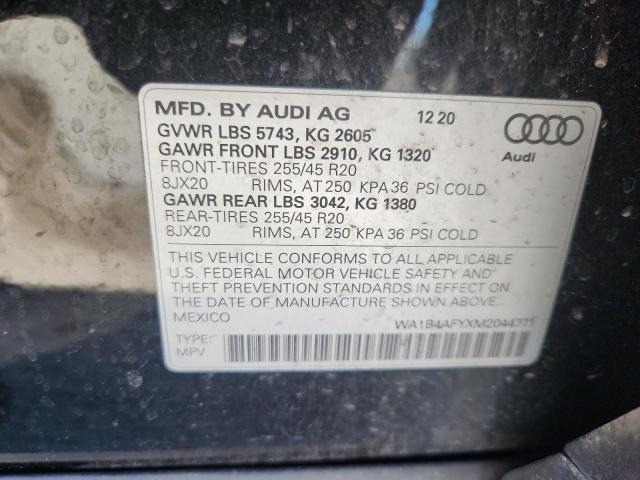 MFD. BY AUDI AG 12 20
GVWR LBS 5743, KG 2605
GAWR FRONT LBS 2910, KG 1320
FRONT-TIRES 255/45 R20
8JX20 RIMS, AT 250 KPA 36 PSI COLD
GAWR REAR LBS 3042, KG 1380
REAR-TIRES 255/45 R20
8JX20 RIMS, AT 250 KPA 36 PSI COLD
Audi
THIS VEHICLE CONFORMS TO ALL APPLICABLE
U.S. FEDERAL MOTOR VEHICLE SAFETY AND
THEFT PREVENTION STANDARDS IN EFFECT ON
THE DATE OF MANUFACTURE SHOWN ABOVE.
MEXICO WA1B4AFYXM2044771
TYPE:
MPV